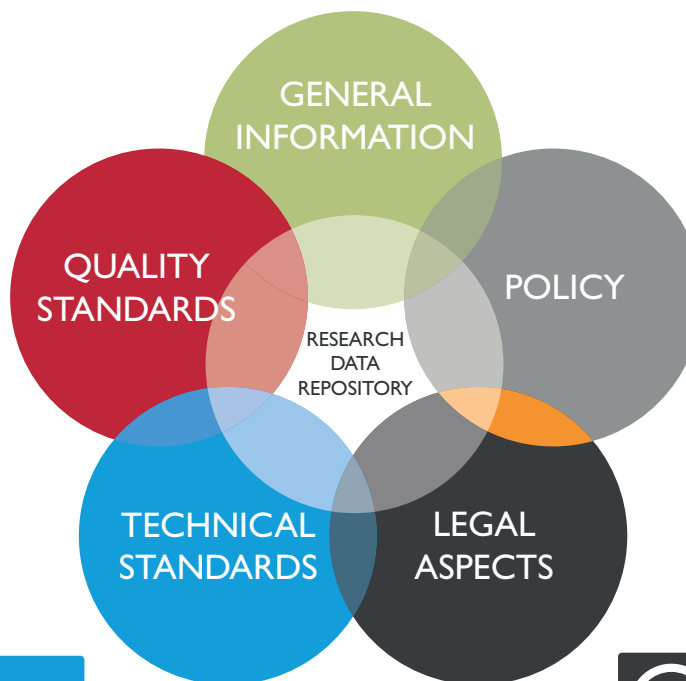 GENERAL
INFORMATION
QUALITY
STANDARDS
POLICY
RESEARCH
DATA
REPOSITORY
TECHNICAL
STANDARDS
LEGAL
ASPECTS